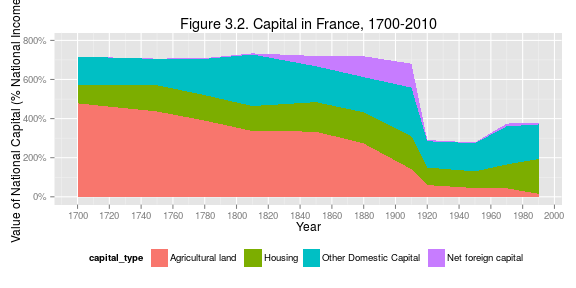 Figure 3.2. Capital in France, 1700-2010
Value of National Capital (% National Income
800%
600%
400%
200%
0%
1700 1720 1740 1760 1780 1800 1820 1840 1860 1880 1900 1920 1940 1960 1980 2000
Year
capital_type Agricultural land Housing Other Domestic Capital Net foreign capital